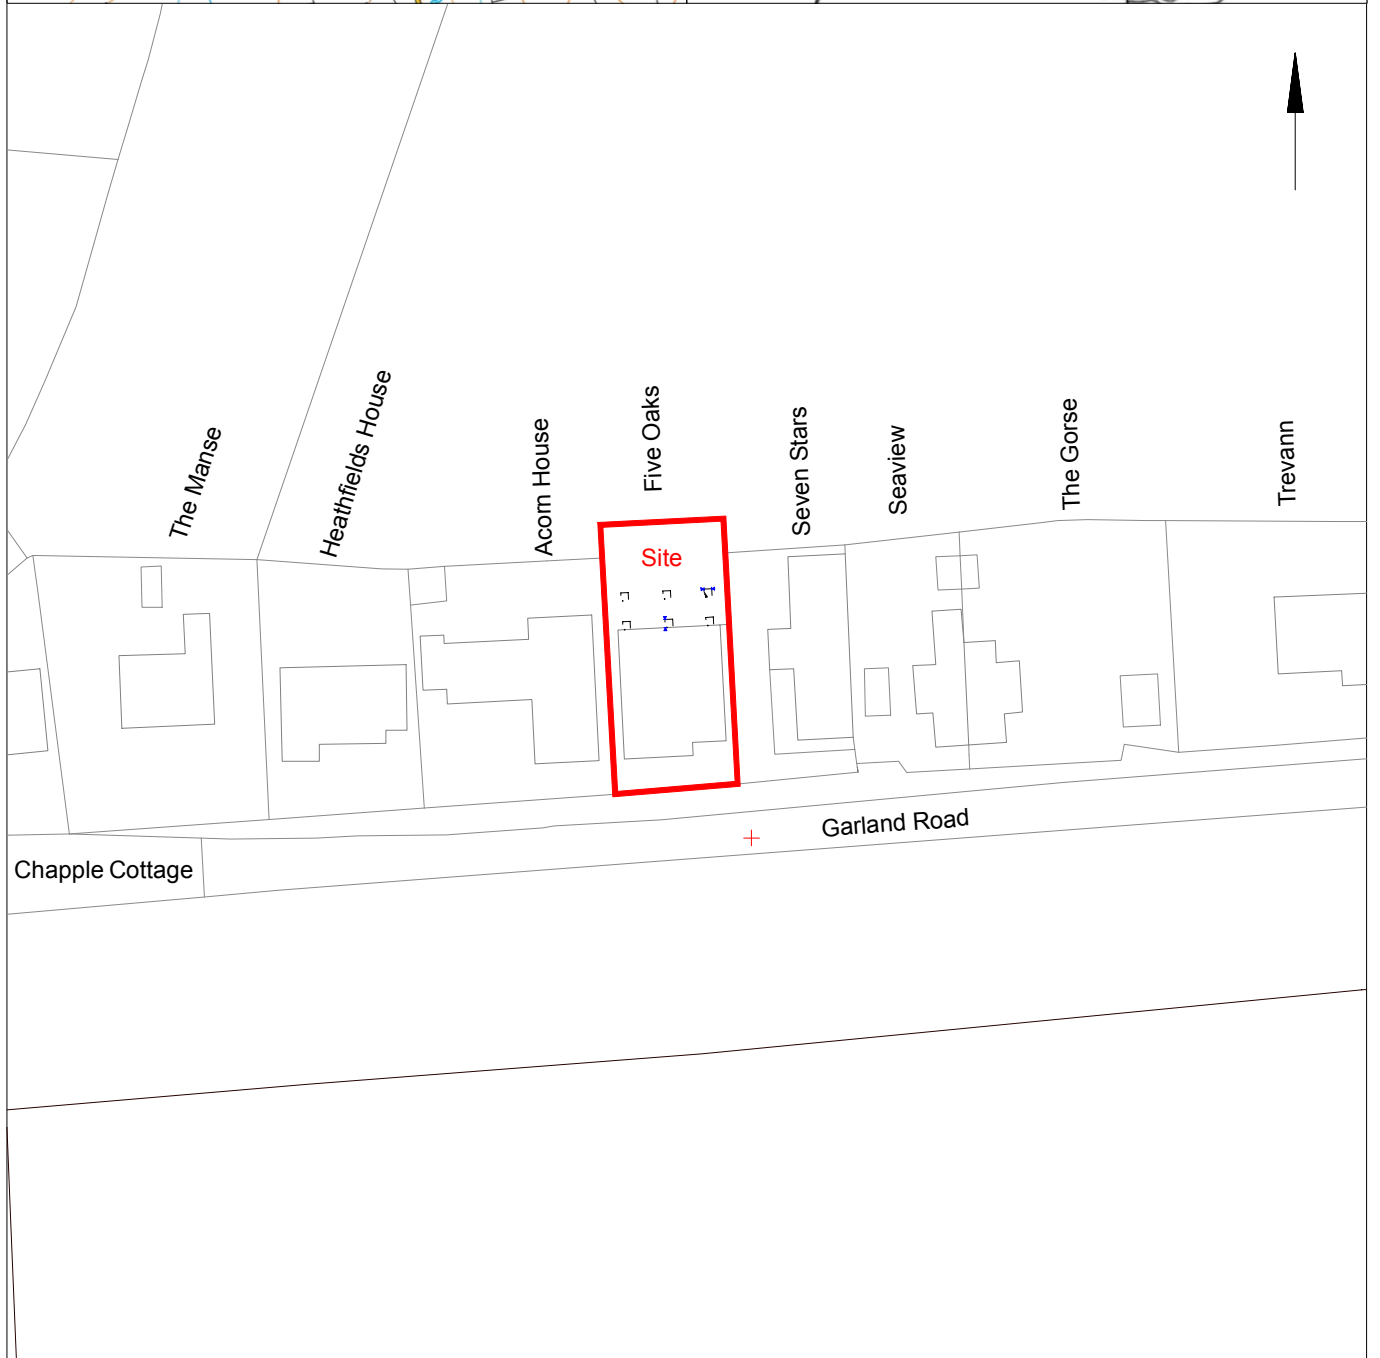 The Manse
Heathfields House
Acorn House
Five Oaks
Seven Stars
Seaview
The Gorse
Trevann
Site
Garland Road
Chapple Cottage